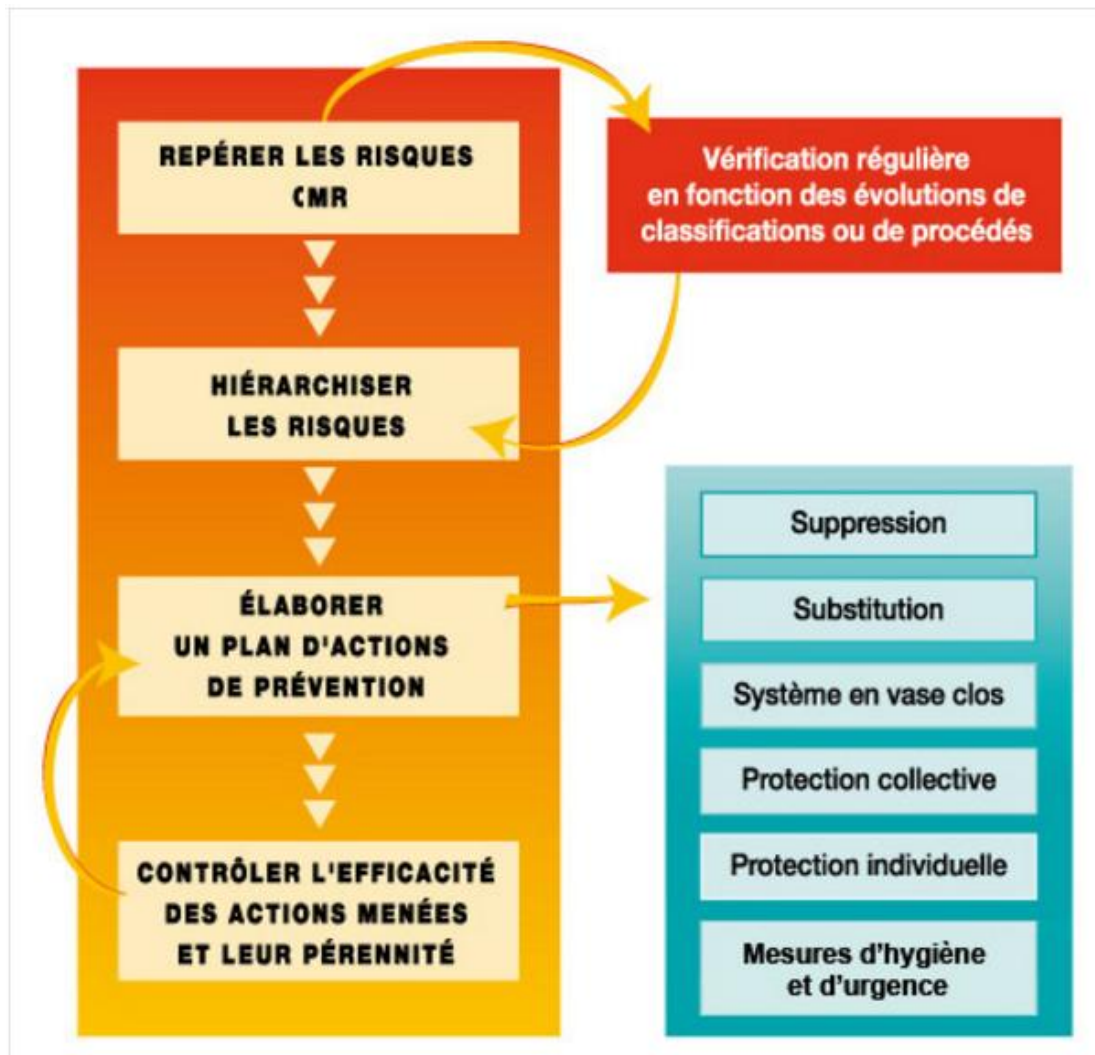 REPÉRER LES RISQUES
CMR
Vérification régulière
en fonction des évolutions de
classifications ou de procédés
HIÉRARCHISER
LES RISQUES
ÉLABORER
UN PLAN D'ACTIONS
DE PRÉVENTION
CONTRÔLER L'EFFICACITÉ
DES ACTIONS MENÉES
ET LEUR PÉRENNITÉ
Suppression
Substitution
Système en vase clos
Protection collective
Protection individuelle
Mesures d'hygiène
et d'urgence